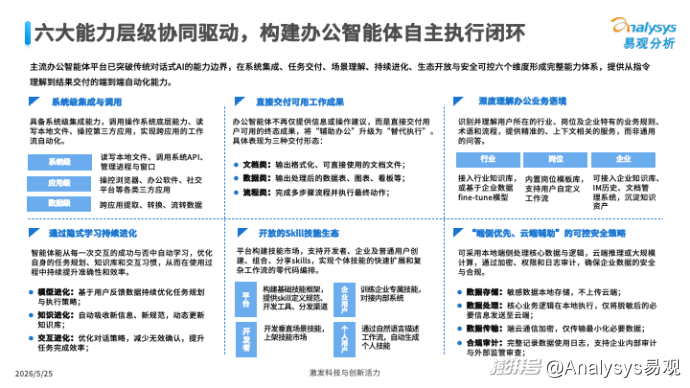 六大能力层级协同驱动，构建办公智能体自主执行闭环
analysys
易观分析
主流办公智能体平台已突破传统对话式AI的能力边界，在系统集成、任务交付、场景理解、持续进化、生态开放与安全可控六个维度形成完整能力体系，提供从指令
理解到结果交付的端到端自动化能力。
系统级集成与调用
具备系统级集成能力，调用操作系统底层能力、读
写本地文件、操控第三方应用，实现跨应用的工作
流自动化。
系统级
读写本地文件、调用系统API、
管理进程与窗口
应用级
操控浏览器、办公软件、社交
平台等各类三方应用
数据级
跨应用提取、转换、流转数据
直接交付可用工作成果
办公智能体不再仅提供信息或操作建议，而是直接交付用
户可用的终态成果，将“辅助办公”升级为“替代执行”。
具体表现为三种交付形态：
文档类：输出格式化、可直接使用的文档文件；
数据类：输出处理后的数据表、图表、看板等；
流程类：完成多步骤流程并执行最终动作；
深度理解办公业务语境
识别并理解用户所在的行业、岗位及企业特有的业务规则、
术语和流程，提供精准的、上下文相关的服务，而非通用
的问答。
行业
岗位
企业
接入行业知识库，
或基于企业数据
fine-tune模型
内置岗位模板库，
支持用户自定义
工作流
可接入企业知识库、
IM历史、文档管
理系统，沉淀知识
资产
通过隐式学习持续进化
智能体能从每一次交互的成功与否中自动学习，优化
自身的任务规划、知识库和交互习惯，从而在使用过
程中持续提升准确性和效率。
模型进化：基于用户反馈数据持续优化任务规划
与执行策略；
知识进化：自动吸收新信息、新规范，动态更新
知识库；
交互进化：优化对话策略，减少无效确认，提升
任务完成效率；
开放的Skill技能生态
平台构建技能市场，支持开发者、企业及普通用户创
建、组合、分享skills，实现个体技能的快速扩展和复
杂工作流的零代码编排。
平台
构建基础技能框架，
提供skill定义规范、
开发工具、分发渠道
企业用户
训练企业专属技能，
对接内部系统
开发者
开发垂直场景技能，
上架技能市场
个人用户
通过自然语言描述
工作流，自动生成
个人技能
“端侧优先、云端辅助”的可控安全策略
可采用本地端侧处理核心数据与逻辑，云端推理或大规模
计算，通过加密、权限和日志审计，确保企业数据的安全
与合规。
数据存储：敏感数据本地存储，不上传云端；
数据处理：核心业务逻辑在本地执行，仅将脱敏后的必
要信息发送至云端；
数据传输：端云通信加密，仅传输最小化必要数据；
合规审计：完整记录数据使用日志，支持企业内部审计
与外部监管审查；
2026/5/25
激发科技与创新活力
澎湃号@Analysys易观